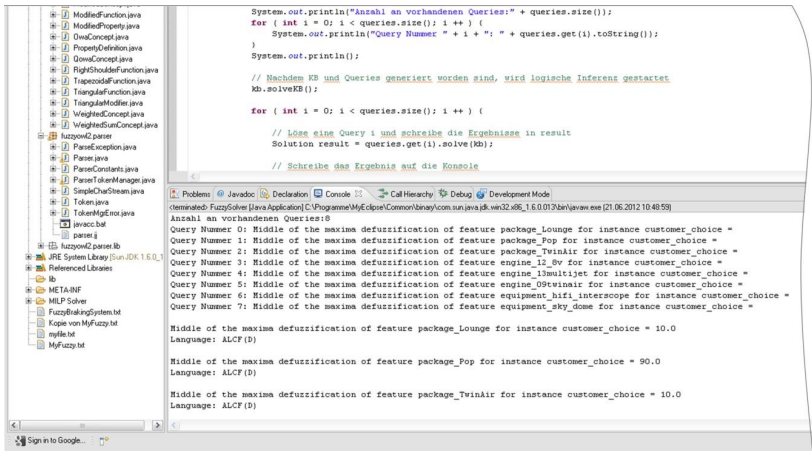 ModifiedFunction.java
ModifiedProperty.java
OwaConcept.java
PropertyDefinition.java
QowaConcept.java
RightShoulderFunction.java
TrapezoidalFunction.java
TriangularFunction.java
TriangularModifier.java
WeightedConcept.java
WeightedSumConcept.java
fuzzyowl2.parser
ParseException.java
Parser.java
ParserConstants.java
ParserTokenManager.java
SimpleCharStream.java
Token.java
TokenMgrError.java
javacc.bat
parser.jj
fuzzyowl2.parser.lib
JRE System Library [Sun JDK 1.6.0_1
Referenced Libraries
lib
META-INF
MILP Solver
FuzzyBrakingSystem.txt
Kopie von MyFuzzy.txt
myfile.txt
MyFuzzy.txt
Sign in to Google...
System.out.println("Anzahl an vorhandenen Queries:" + queries.size());
for ( int i = 0; i < queries.size(); i ++ ) {
System.out.println("Query Nummer " + i + ": " + queries.get(i).toString());
}
System.out.println();
// Nachdem KB und Queries generiert worden sind, wird logische Inferenz gestartet
kb.solveKB();
for ( int i = 0; i < queries.size(); i ++ ) {
// Löse eine Query i und schreibe die Ergebnisse in result
Solution result = queries.get(i).solve(kb);
// Schreibe das Ergebnis auf die Konsole
Problems @ Javadoc Declaration Console Call Hierarchy Debug Development Mode
<terminated> FuzzySolver [Java Application] C:\Programme\MyEclipse\Common\binary\com.sun.java.jdk.win32.x86_1.6.0.013\bin\javaw.exe (21.06.2012 10:48:59)
Anzahl an vorhandenen Queries:8
Query Nummer 0: Middle of the maxima defuzzification of feature package_Lounge for instance customer_choice =
Query Nummer 1: Middle of the maxima defuzzification of feature package_Pop for instance customer_choice =
Query Nummer 2: Middle of the maxima defuzzification of feature package_TwinAir for instance customer_choice =
Query Nummer 3: Middle of the maxima defuzzification of feature engine_12_8v for instance customer_choice =
Query Nummer 4: Middle of the maxima defuzzification of feature engine_13multijet for instance customer_choice =
Query Nummer 5: Middle of the maxima defuzzification of feature engine_09twinair for instance customer_choice =
Query Nummer 6: Middle of the maxima defuzzification of feature equipment_hifi_interscope for instance customer_choice =
Query Nummer 7: Middle of the maxima defuzzification of feature equipment_sky_dome for instance customer_choice =
Middle of the maxima defuzzification of feature package_Lounge for instance customer_choice = 10.0
Language: ALCF(D)
Middle of the maxima defuzzification of feature package_Pop for instance customer_choice = 90.0
Language: ALCF(D)
Middle of the maxima defuzzification of feature package_TwinAir for instance customer_choice = 10.0
Language: ALCF(D)